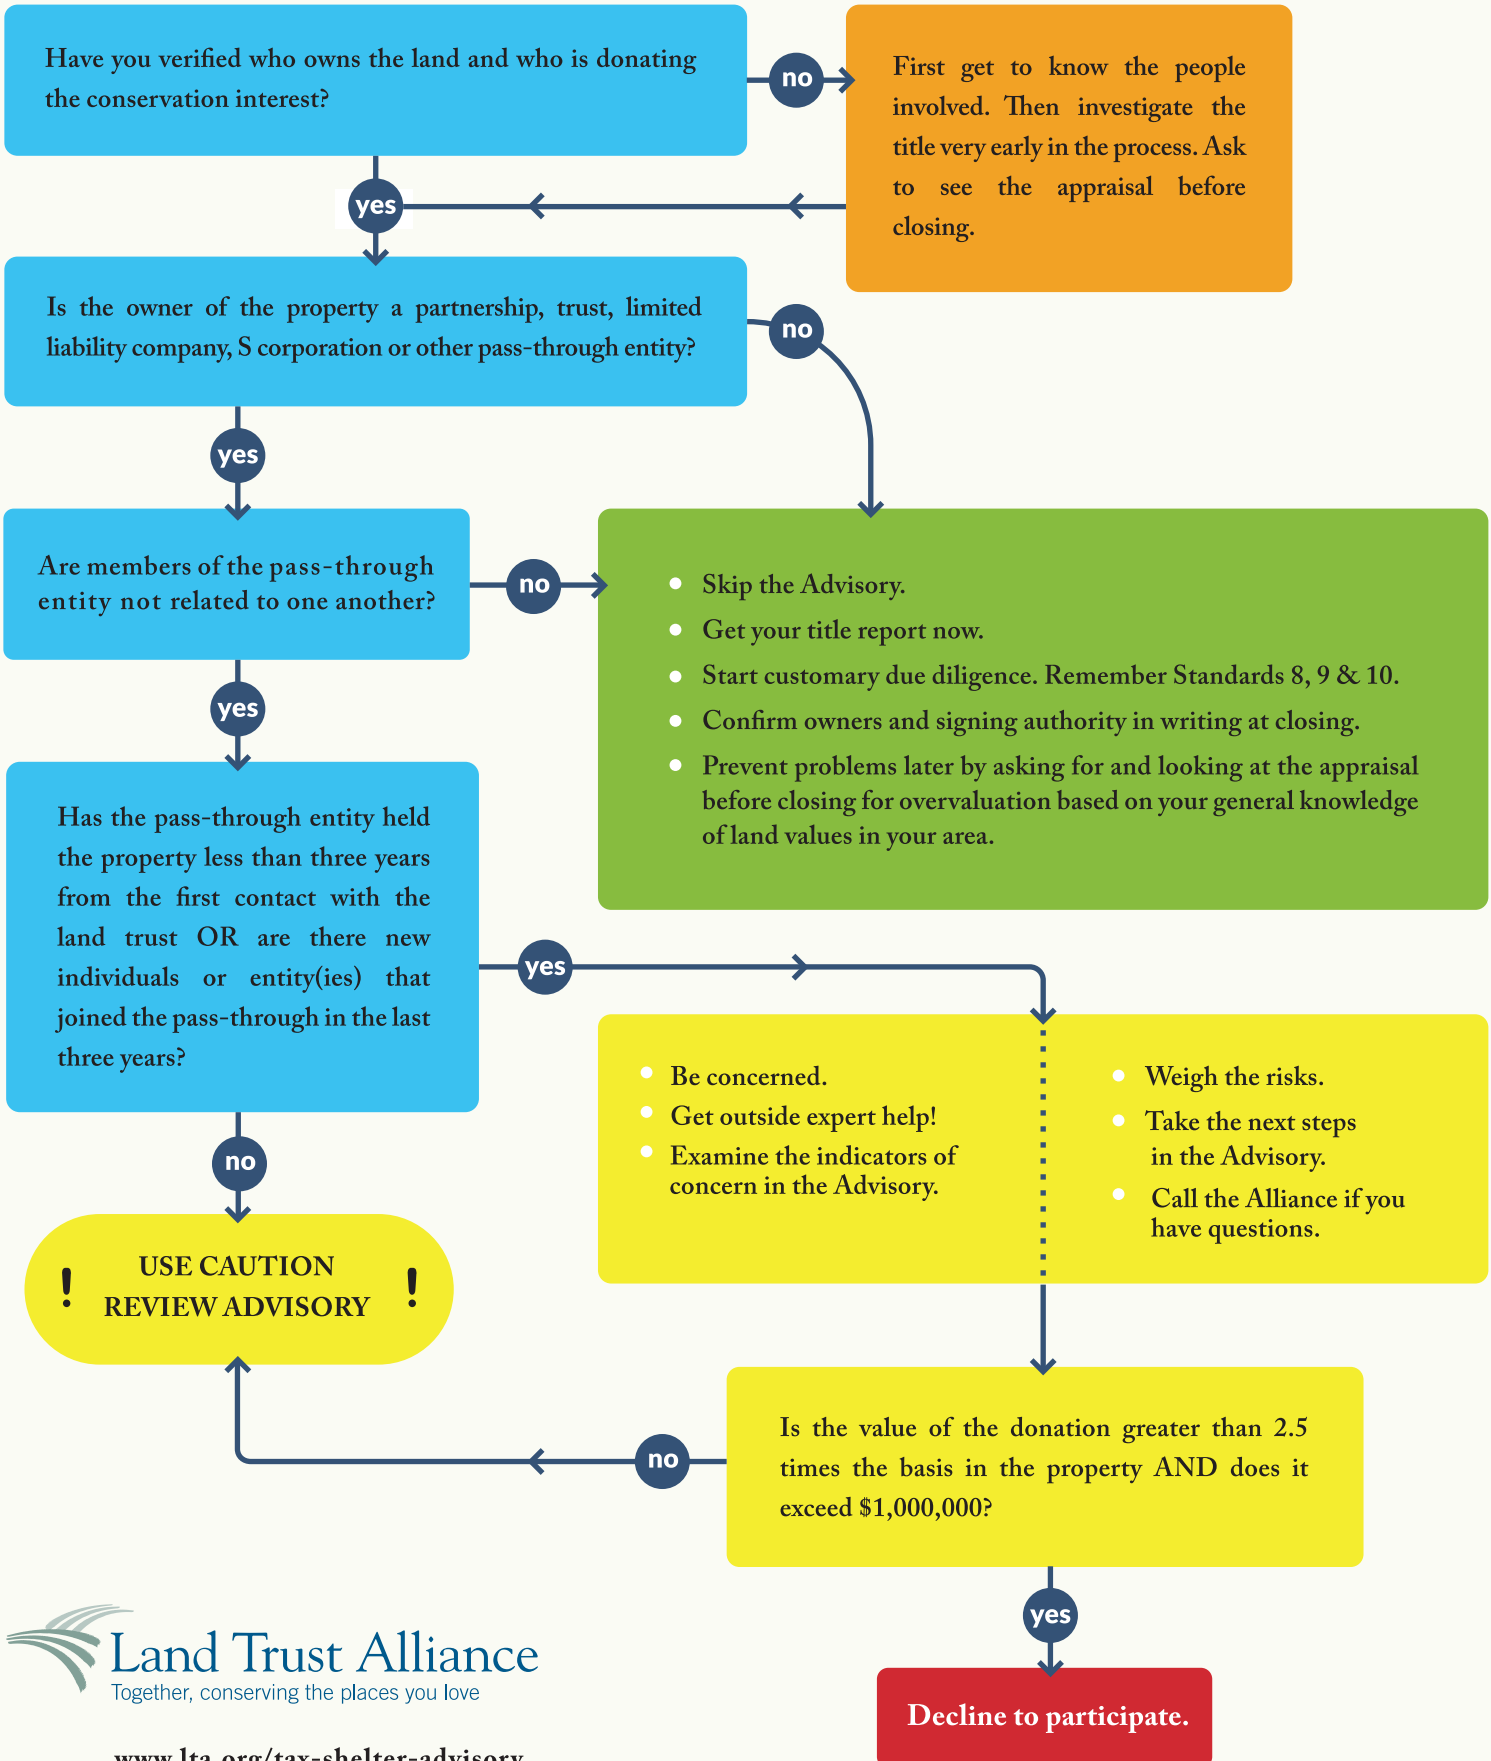 Have you verified who owns the land and who is donating
the conservation interest?
no
First get to know the people
involved. Then investigate the
title very early in the process. Ask
to see the appraisal before
closing.
yes
Is the owner of the property a partnership, trust, limited
liability company, S corporation or other pass-through entity?
no
yes
Are members of the pass-through
entity not related to one another?
no
Skip the Advisory.
Get your title report now.
Start customary due diligence. Remember Standards 8, 9 & 10.
Confirm owners and signing authority in writing at closing.
Prevent problems later by asking for and looking at the appraisal
before closing for overvaluation based on your general knowledge
of land values in your area.
yes
Has the pass-through entity held
the property less than three years
from the first contact with the
land trust OR are there new
individuals or entity(ies) that
joined the pass-through in the last
three years?
yes
Be concerned.
Get outside expert help!
Examine the indicators of
concern in the Advisory.
Weigh the risks.
Take the next steps
in the Advisory.
Call the Alliance if you
have questions.
no
! USE CAUTION !
REVIEW ADVISORY
Is the value of the donation greater than 2.5
times the basis in the property AND does it
exceed $1,000,000?
no
yes
Decline to participate.
Land Trust Alliance
Together, conserving the places you love
www.lta.org/tax-shelter-advisory